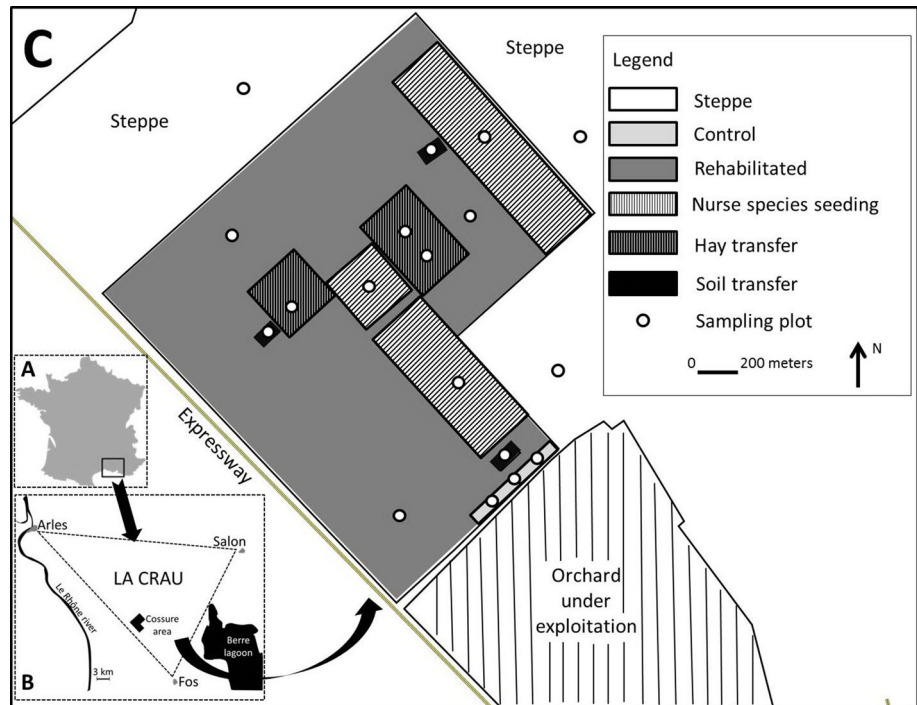 C
Steppe
Steppe
Legend
Steppe
Control
Rehabilitated
Nurse species seeding
Hay transfer
Soil transfer
Sampling plot
0 200 meters
N
Expressway
Orchard
under
exploitation
A
Arles
Salon
LA CRAU
Le Rhône river
Cossure
area
Berre
lagoon
3 km
Fos
B